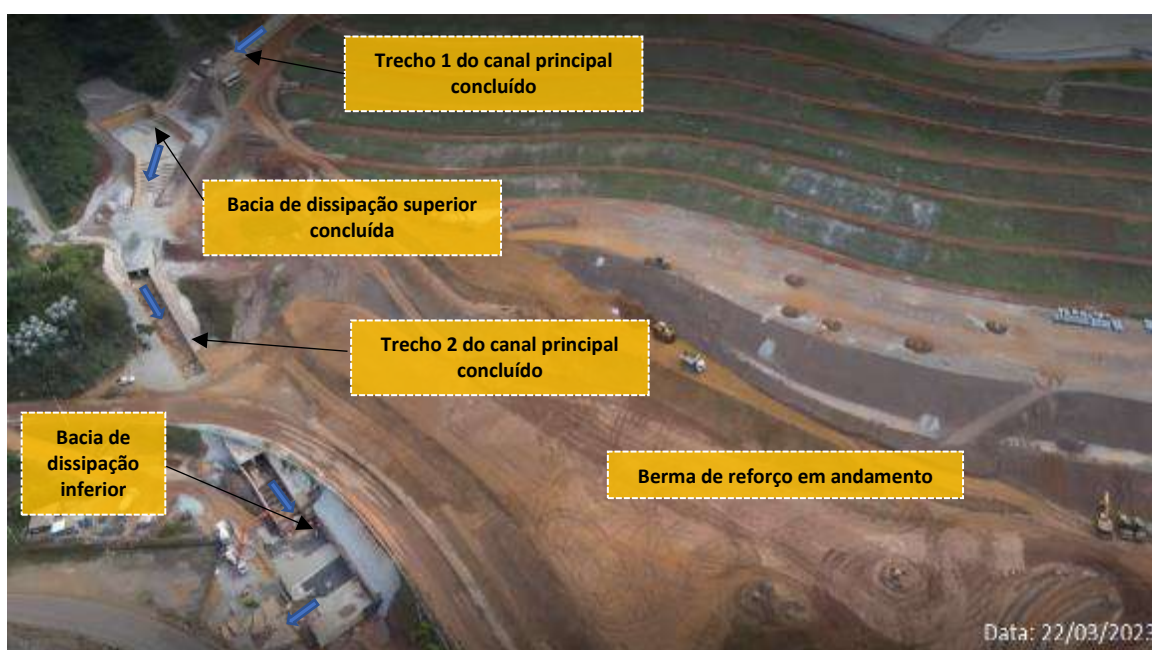 Trecho 1 do canal principal
concluído
Bacia de dissipação superior
concluída
Trecho 2 do canal principal
concluído
Bacia de
dissipação
inferior
Berma de reforço em andamento
Data: 22/03/2023